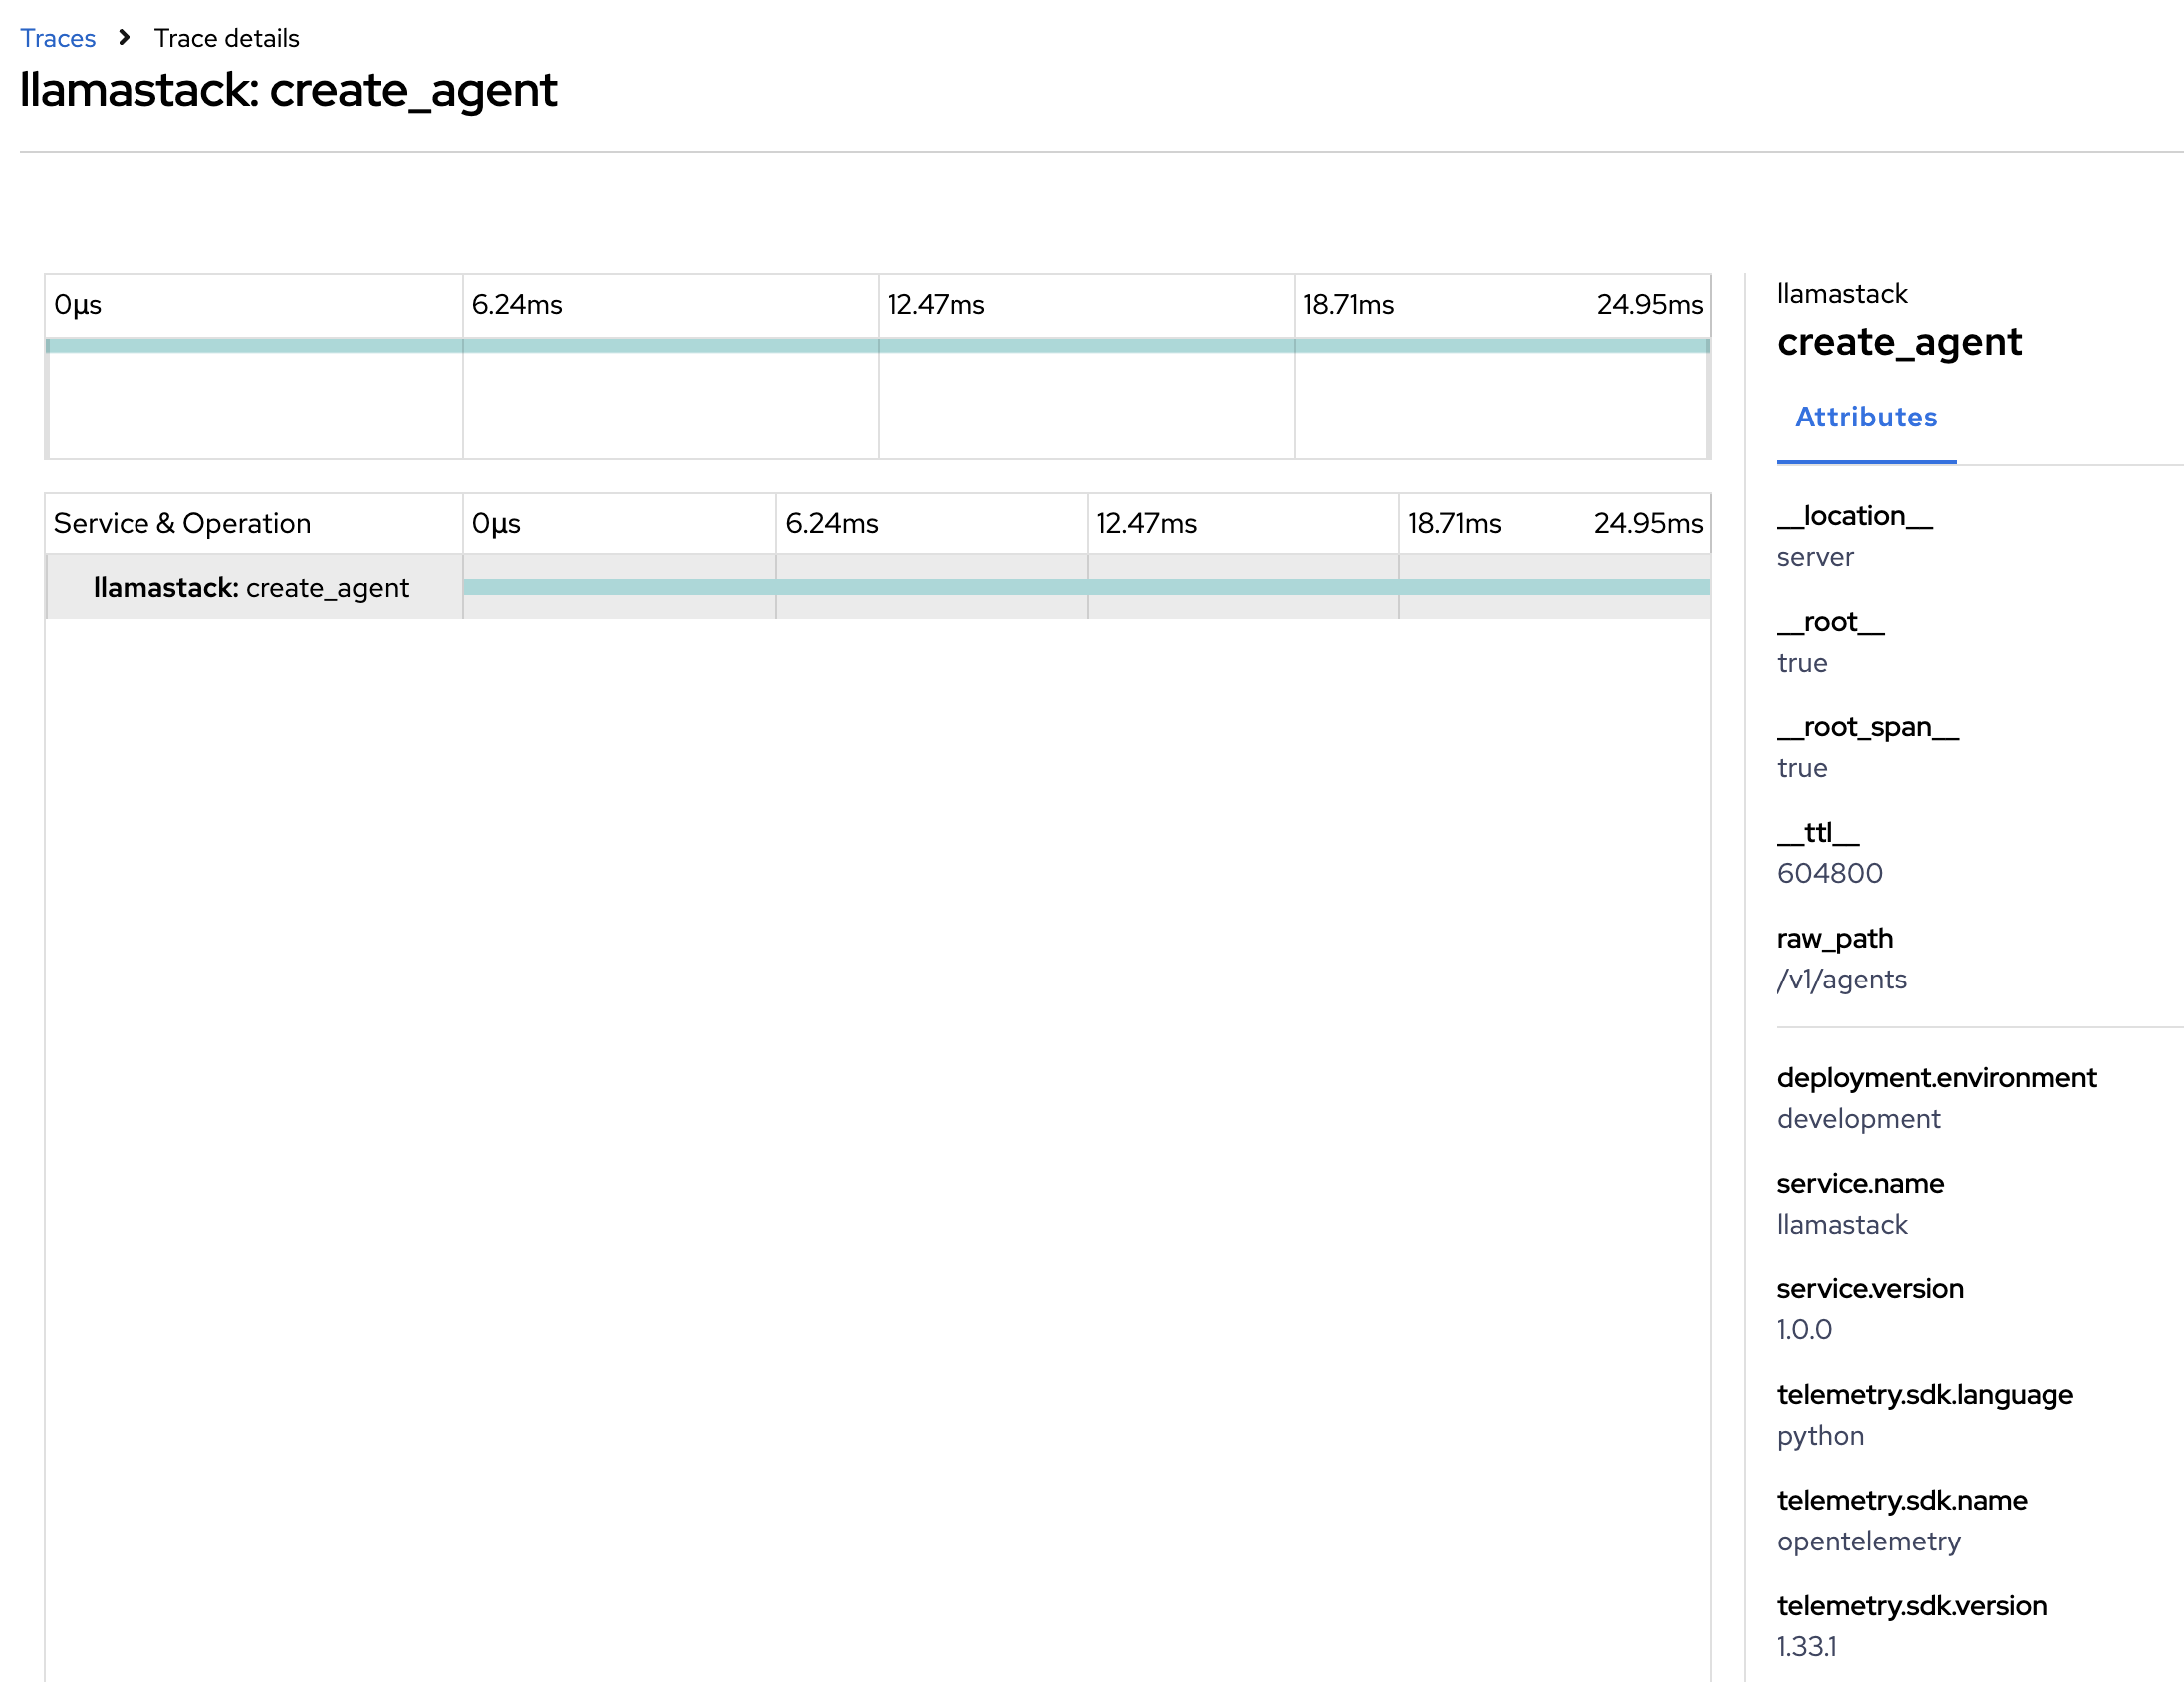 Traces > Trace details
llamastack: create_agent
0μs 6.24ms 12.47ms 18.71ms 24.95ms
Service & Operation 0μs 6.24ms 12.47ms 18.71ms 24.95ms
llamastack: create_agent
llamastack
create_agent
Attributes
__location__
server
__root__
true
__root_span__
true
__ttl__
604800
raw_path
/v1/agents
deployment.environment
development
service.name
llamastack
service.version
1.0.0
telemetry.sdk.language
python
telemetry.sdk.name
opentelemetry
telemetry.sdk.version
1.33.1